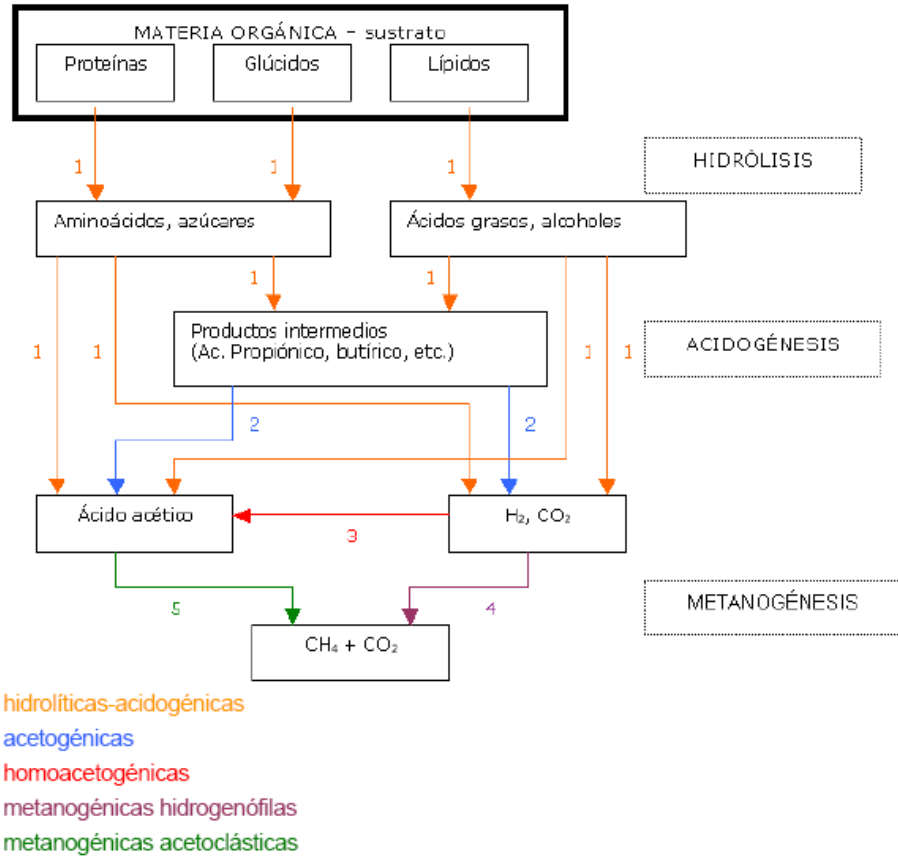 MATERIA ORGÁNICA – sustrato
Proteínas
Glúcidos
Lípidos
1
1
1
HIDRÓLISIS
Aminoácidos, azúcares
Ácidos grasos, alcoholes
1
1
Productos intermedios
(Ac. Propiónico, butírico, etc.)
ACIDOGÉNESIS
1
1
1
1
2
2
Ácido acético
H₂, CO₂
3
METANOGÉNESIS
5
4
CH₄ + CO₂
hidrolíticas-acidogénicas
acetogénicas
homoacetogénicas
metanogénicas hidrogenófilas
metanogénicas acetoclásticas